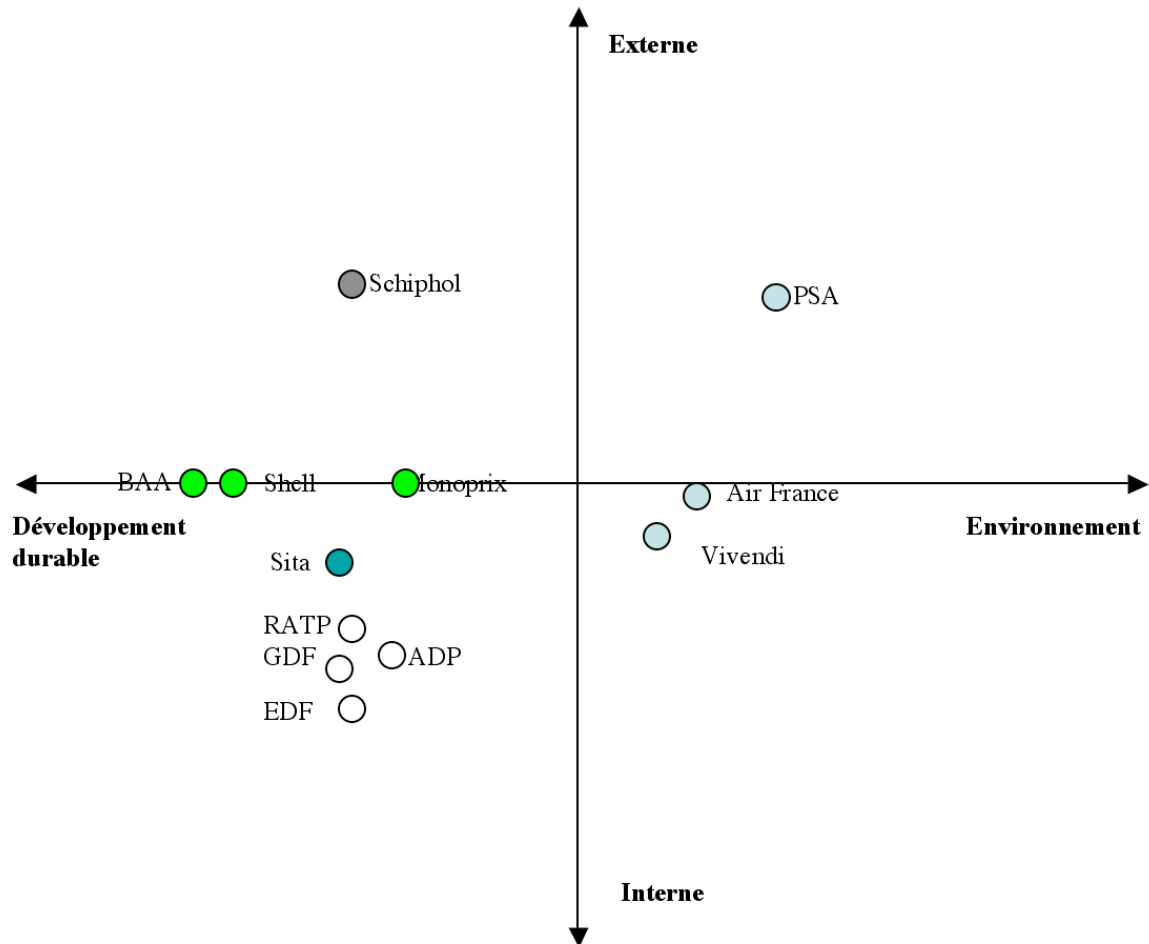 Externe
Schiphol
PSA
BAA
Shell
Monoprix
Air France
Développement
durable
Environnement
Vivendi
Sita
RATP
GDF
ADP
EDF
Interne